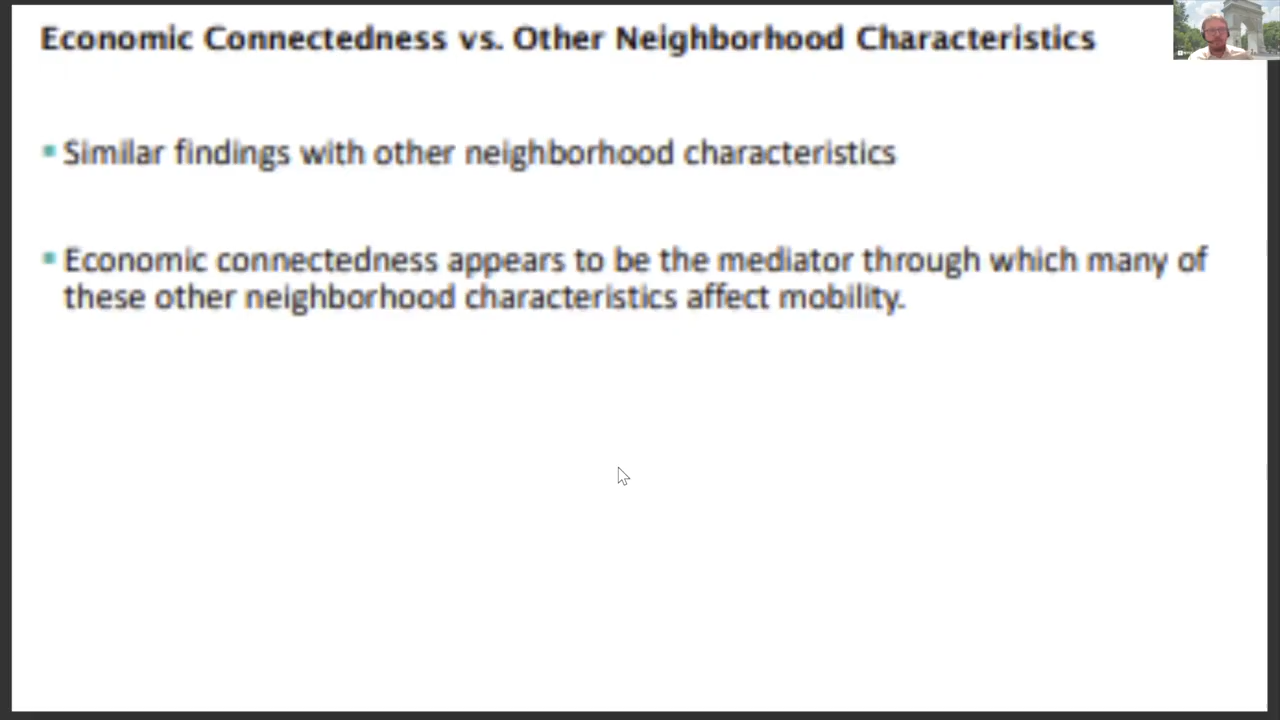 Economic Connectedness vs. Other Neighborhood Characteristics
Similar findings with other neighborhood characteristics
Economic connectedness appears to be the mediator through which many of
these other neighborhood characteristics affect mobility.